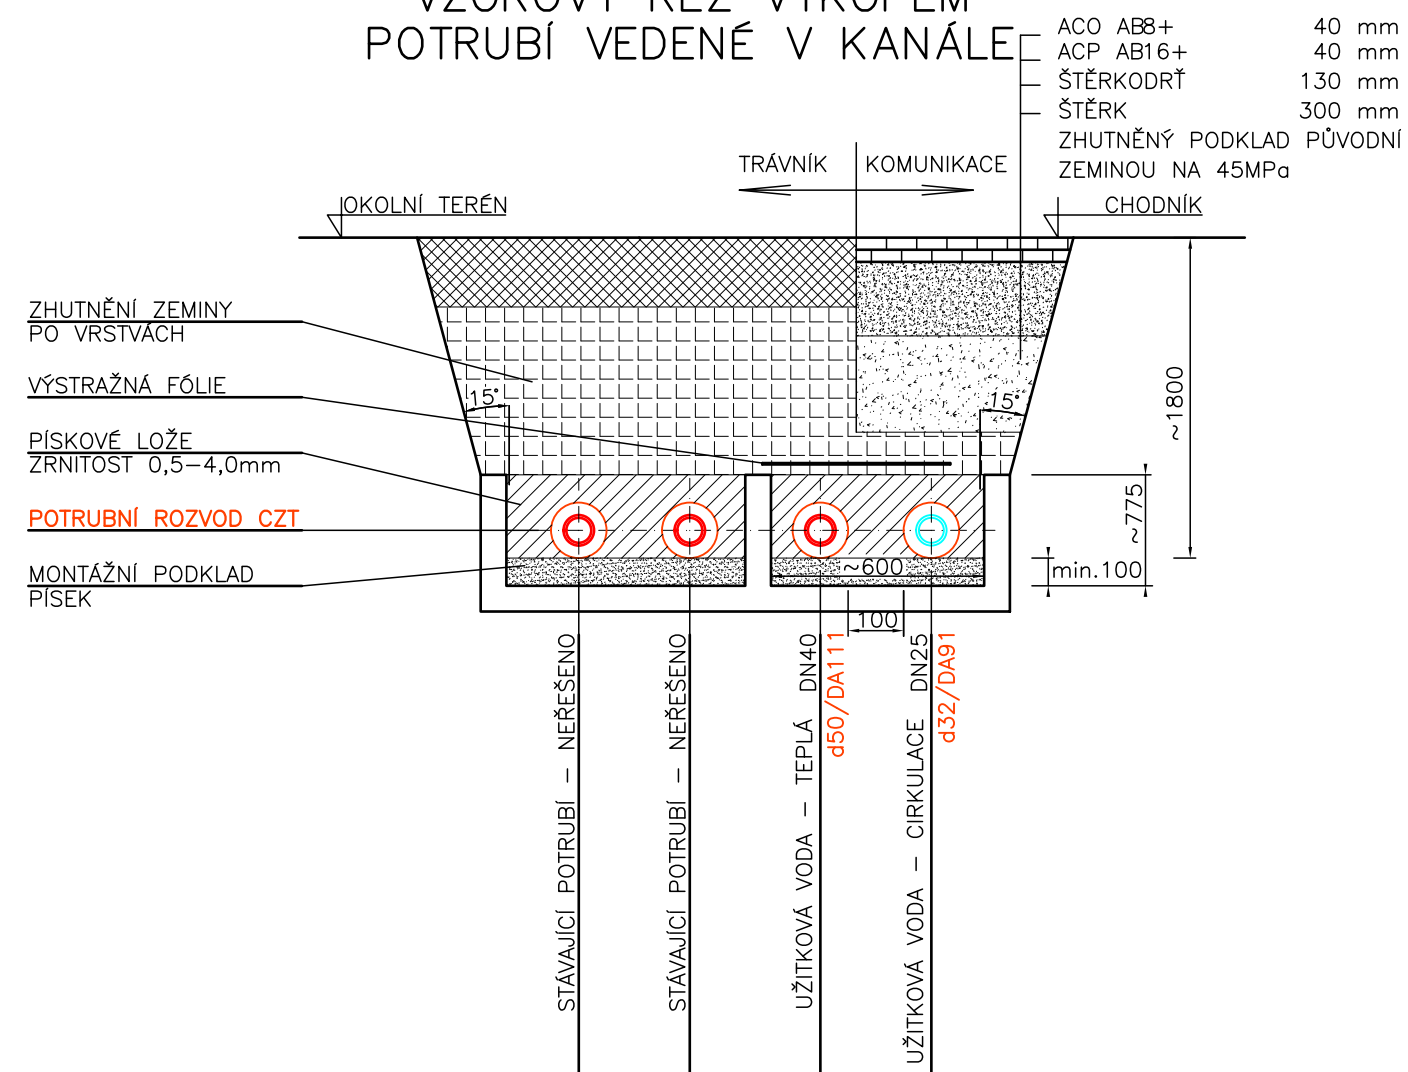 VZOROVÝ ŘEZ VÝKOPEM
POTRUBÍ VEDENÉ V KANÁLE
ACO AB8+ 40 mm
ACP AB16+ 40 mm
ŠTĚRKODRŤ 130 mm
ŠTĚRK 300 mm
ZHUTNĚNÝ PODKLAD PŮVODNÍ
ZEMINOU NA 45MPa
TRÁVNÍK
KOMUNIKACE
OKOLNÍ TERÉN
CHODNÍK
ZHUTNĚNÍ ZEMINY
PO VRSTVÁCH
VÝSTRAŽNÁ FÓLIE
PÍSKOVÉ LOŽE
ZRNITOST 0,5-4,0mm
POTRUBNÍ ROZVOD CZT
MONTÁŽNÍ PODKLAD
PÍSEK
15°
15°
~1800
~775
min.100
~600
100
STÁVAJÍCÍ POTRUBÍ - NEŘEŠENO
STÁVAJÍCÍ POTRUBÍ - NEŘEŠENO
UŽITKOVÁ VODA - TEPLÁ DN40
d50/DA111
UŽITKOVÁ VODA - CIRKULACE DN25
d32/DA91